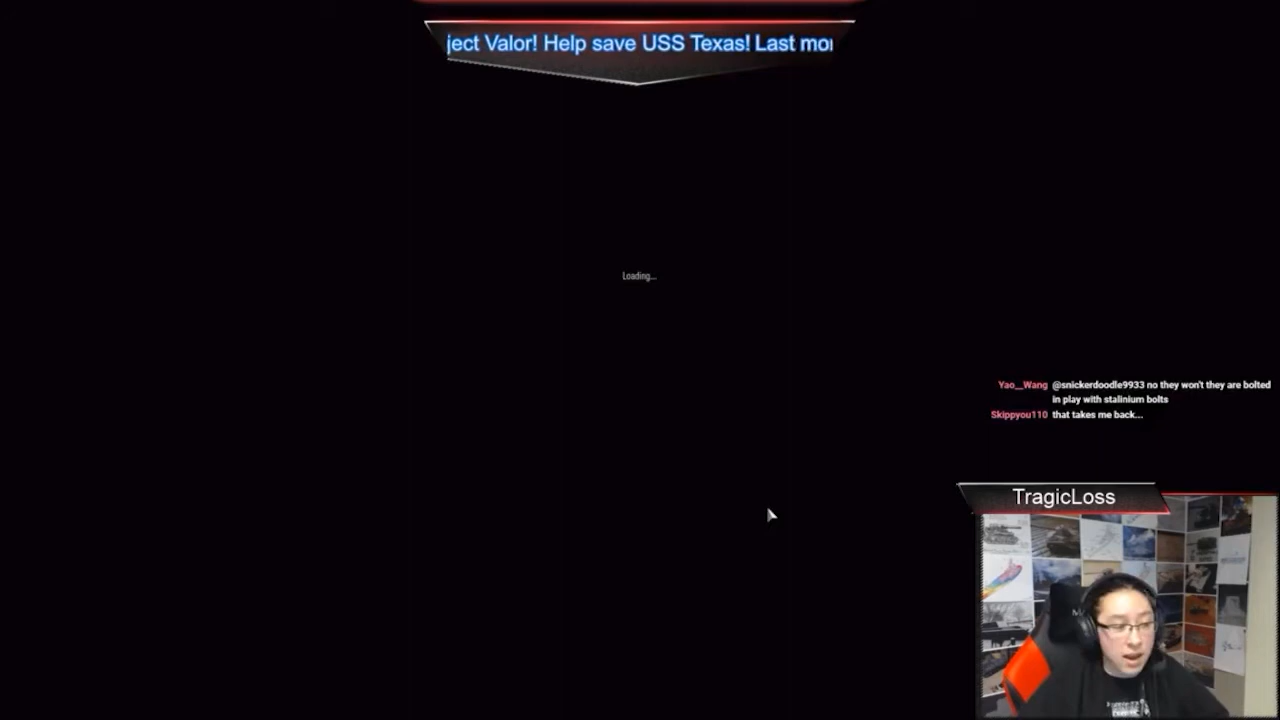 ject Valor! Help save USS Texas! Last mo
Loading...
Yao__Wang @snickerdoodle9933 no they won't they are bolted
in play with stalinium bolts
Skippyou110 that takes me back...
TragicLoss